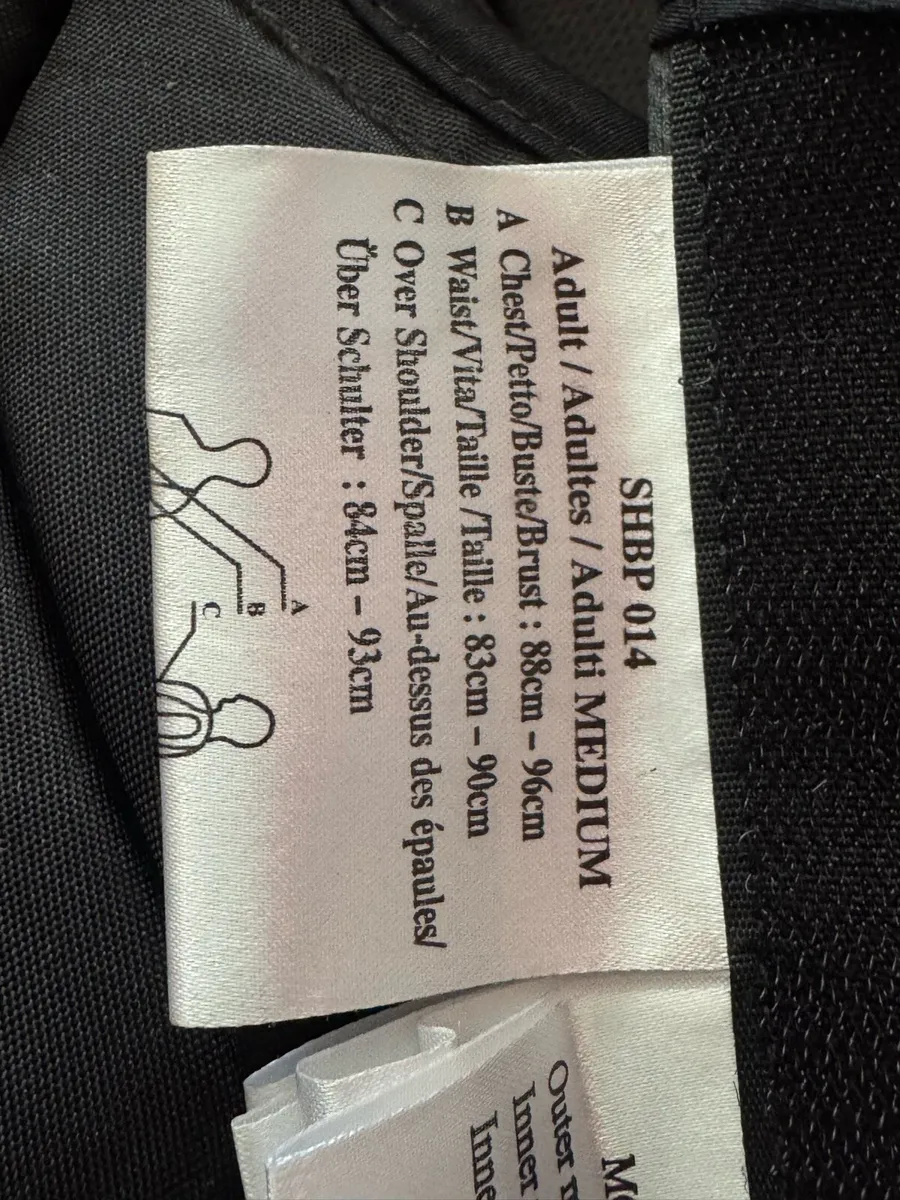 SHBP 014
Adult / Adultes / Adulti MEDIUM
A Chest/Petto/Buste/Brust : 88cm – 96cm
B Waist/Vita/Taille /Taille : 83cm – 90cm
C Over Shoulder/Spalle/Au-dessus des épaules/
Über Schulter : 84cm – 93cm
A
B
C
Outer
Inner